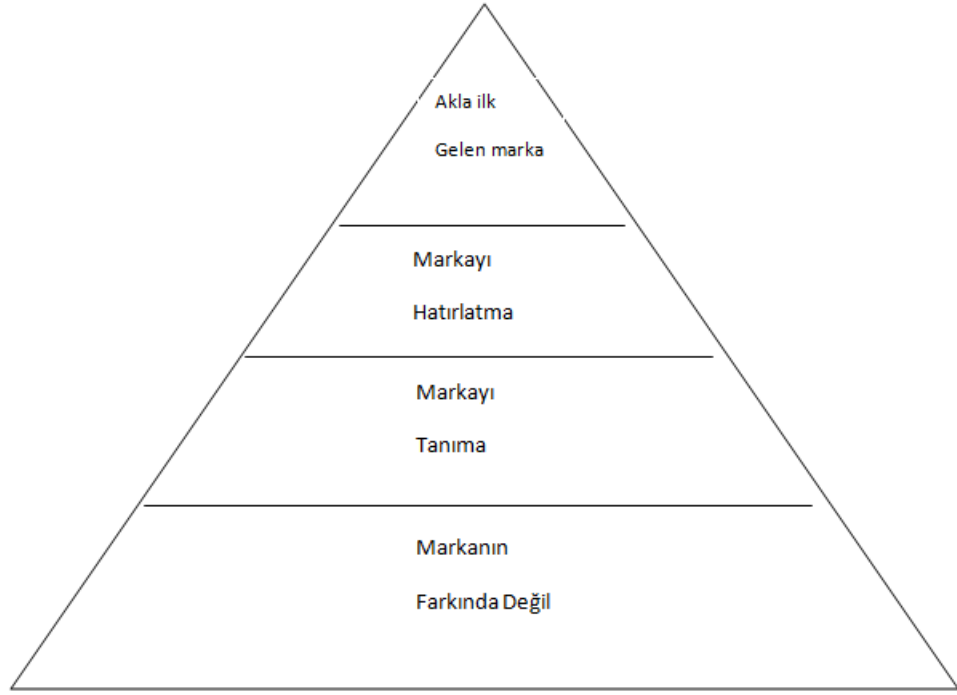 Akla ilk
Gelen marka
Markayı
Hatırlatma
Markayı
Tanıma
Markanın
Farkında Değil